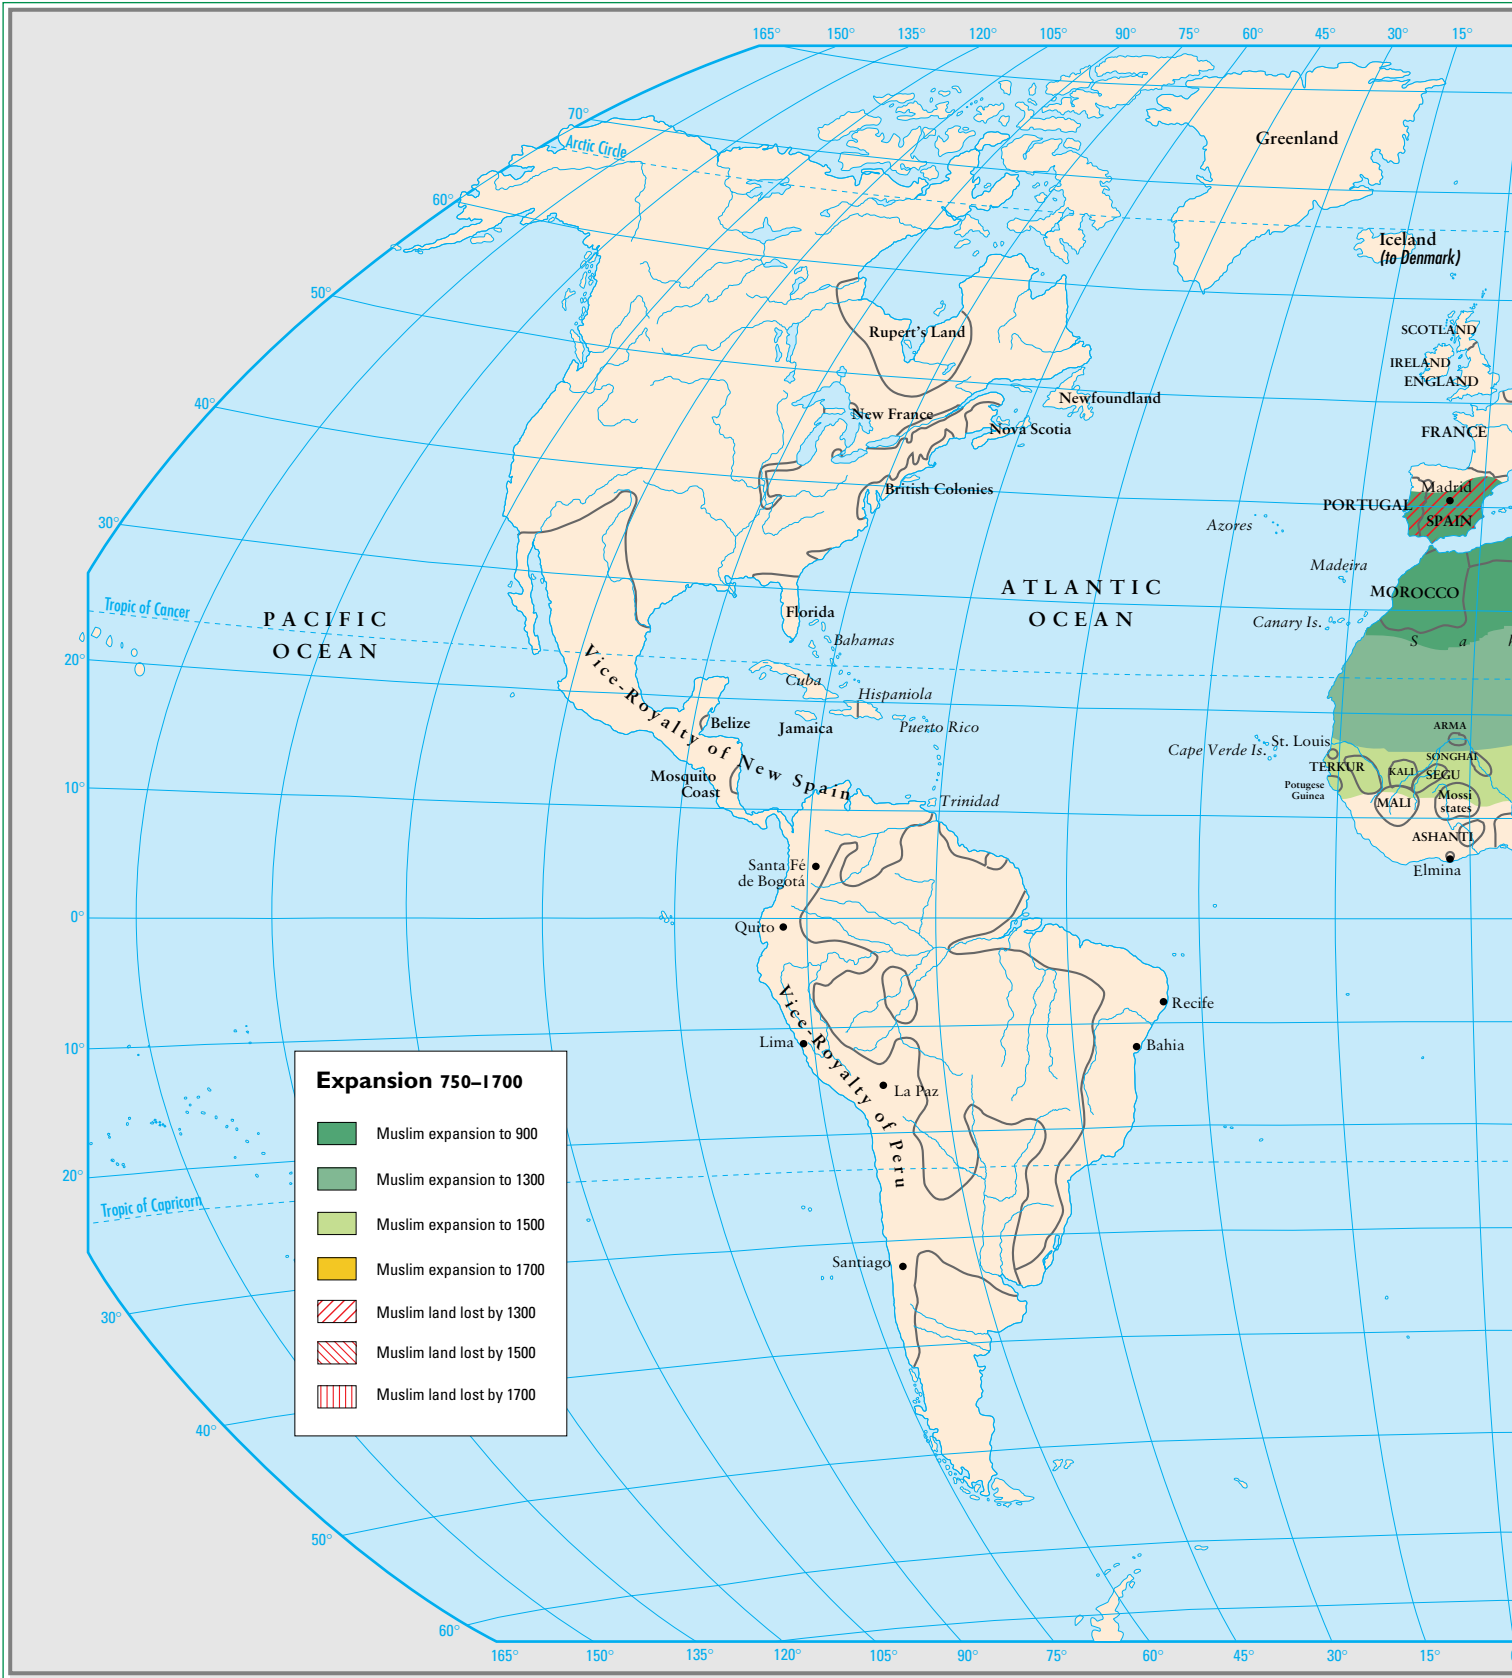 165° 150° 135° 120° 105° 90° 75° 60° 45° 30° 15°
70°
Arctic Circle
60°
50°
40°
30°
Tropic of Cancer
20°
10°
0°
10°
20°
Tropic of Capricorn
30°
40°
50°
60°
165° 150° 135° 120° 105° 90° 75° 60° 45° 30° 15°
Greenland
Iceland
(to Denmark)
SCOTLAND
IRELAND
ENGLAND
FRANCE
Madrid
PORTUGAL
SPAIN
Rupert's Land
New France
Newfoundland
Nova Scotia
British Colonies
Azores
Madeira
MOROCCO
Canary Is.
S a h
PACIFIC
OCEAN
ATLANTIC
OCEAN
Florida
Bahamas
Cuba
Hispaniola
Jamaica
Puerto Rico
Belize
Vice-Royalty of New Spain
Mosquito
Coast
Trinidad
Cape Verde Is.
St. Louis
ARMA
SONGHAI
TERKUR
KALI
SEGU
Potugese
Guinea
MALI
Mossi
states
ASHANTI
Elmina
Santa Fé
de Bogotá
Quito
Recife
Lima
Bahia
Vice-Royalty of Peru
La Paz
Santiago
Expansion 750–1700
Muslim expansion to 900
Muslim expansion to 1300
Muslim expansion to 1500
Muslim expansion to 1700
Muslim land lost by 1300
Muslim land lost by 1500
Muslim land lost by 1700